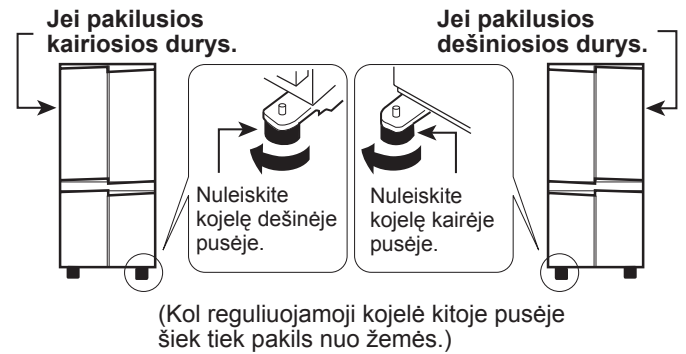 Jei pakilusios
kairiosios durys.
Jei pakilusios
dešiniosios durys.
Nuleiskite
kojelę dešinėje
pusėje.
Nuleiskite
kojelę kairėje
pusėje.
(Kol reguliuojamoji kojelė kitoje pusėje
šiek tiek pakils nuo žemės.)